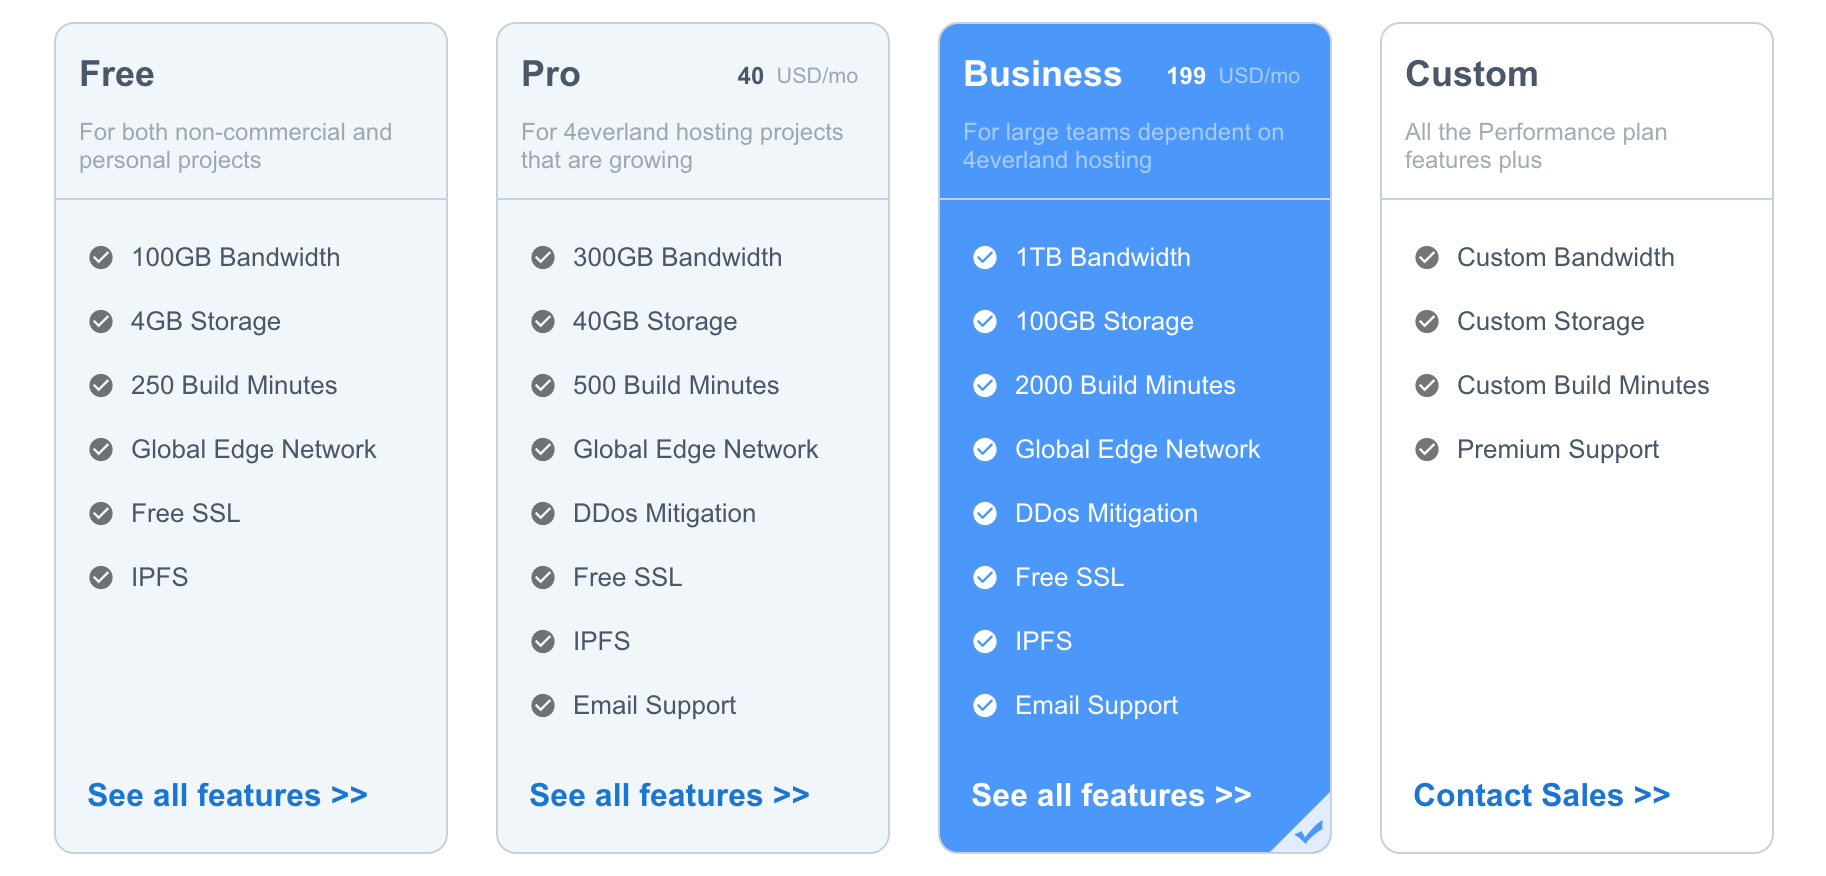 Free
For both non-commercial and
personal projects
100GB Bandwidth
4GB Storage
250 Build Minutes
Global Edge Network
Free SSL
IPFS
See all features >>
Pro 40 USD/mo
For 4everland hosting projects
that are growing
300GB Bandwidth
40GB Storage
500 Build Minutes
Global Edge Network
DDos Mitigation
Free SSL
IPFS
Email Support
See all features >>
Business 199 USD/mo
For large teams dependent on
4everland hosting
1TB Bandwidth
100GB Storage
2000 Build Minutes
Global Edge Network
DDos Mitigation
Free SSL
IPFS
Email Support
See all features >>
Custom
All the Performance plan
features plus
Custom Bandwidth
Custom Storage
Custom Build Minutes
Premium Support
Contact Sales >>